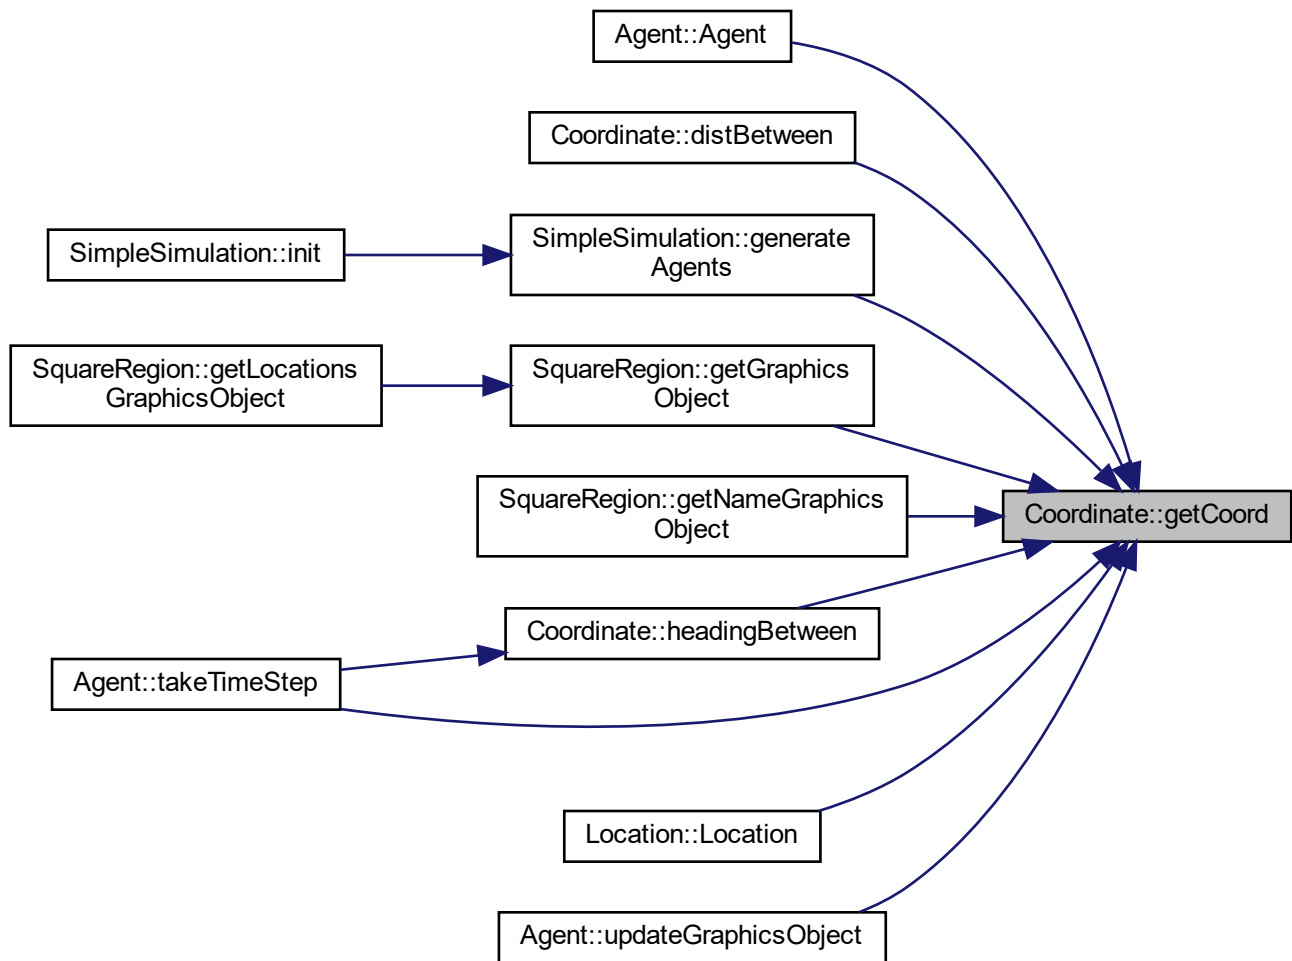 Agent::Agent
Coordinate::distBetween
SimpleSimulation::generate
Agents
SimpleSimulation::init
SquareRegion::getGraphics
Object
SquareRegion::getLocations
GraphicsObject
SquareRegion::getNameGraphics
Object
Coordinate::getCoord
Coordinate::headingBetween
Agent::takeTimeStep
Location::Location
Agent::updateGraphicsObject